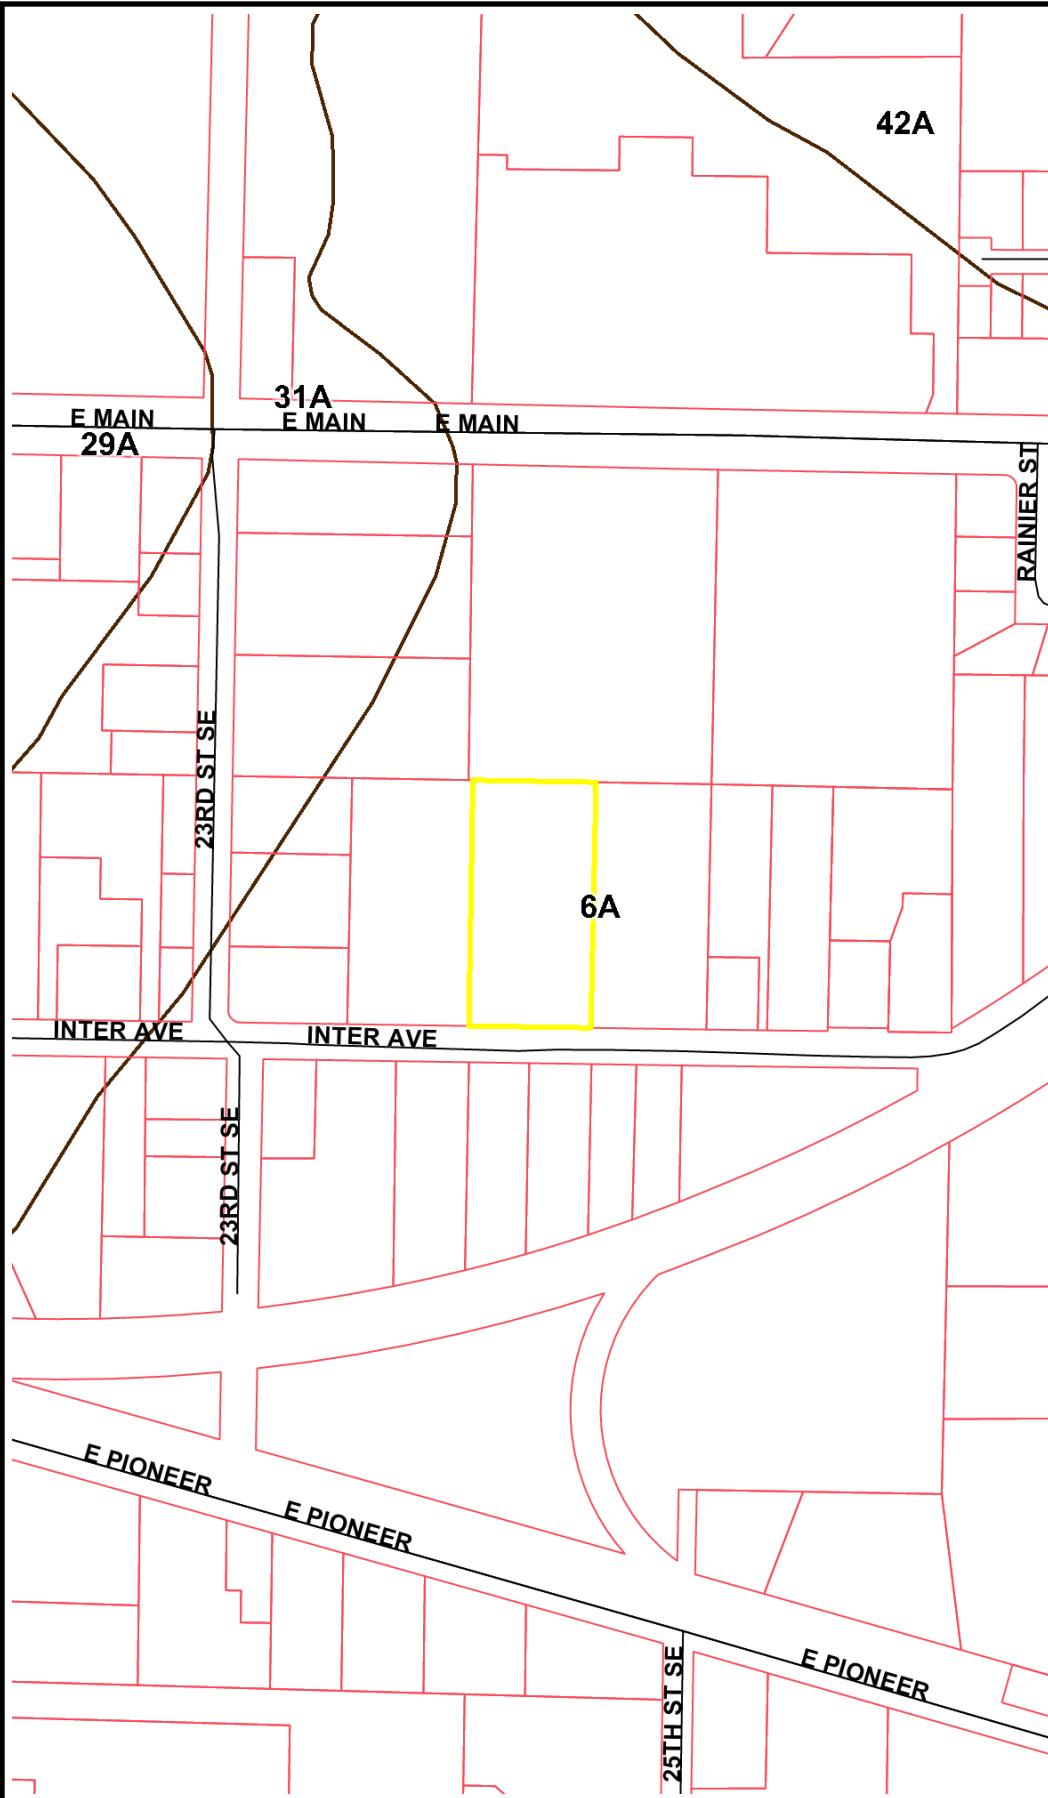 42A
31A
E MAIN
E MAIN
E MAIN
29A
RAINIER ST
23RD ST SE
6A
INTER AVE
INTER AVE
23RD ST SE
E PIONEER
E PIONEER
E PIONEER
25TH ST SE